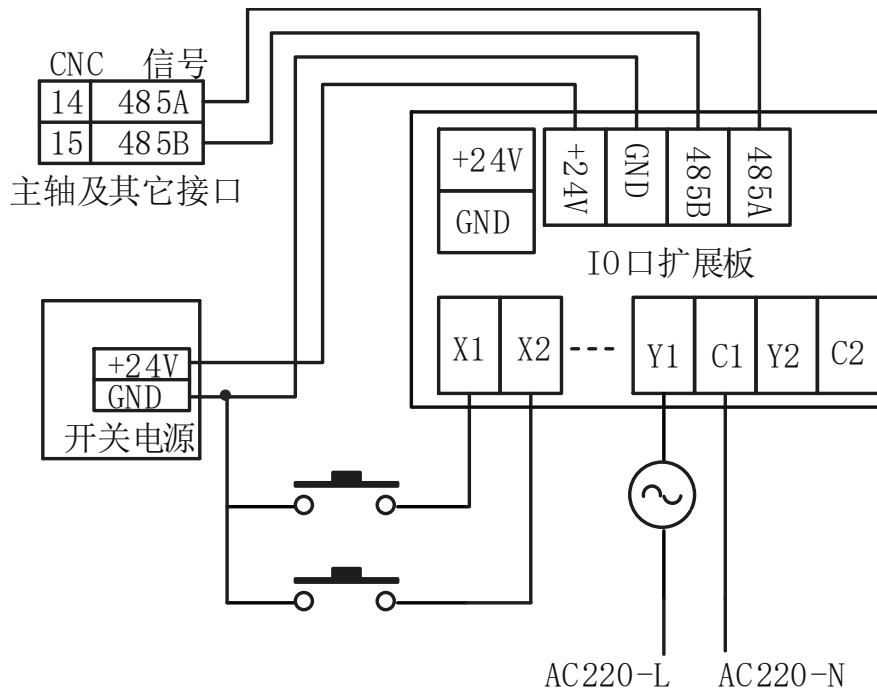 CNC 信号
14 485A
15 485B
主轴及其它接口
+24V
GND
+24V
GND
485B
485A
IO口扩展板
X1 X2 Y1 C1 Y2 C2
+24V
GND
开关电源
AC220-L AC220-N